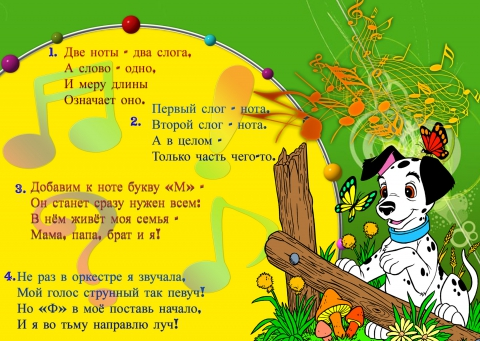 1. Две ноты - два слога,
А слово - одно,
И меру длины
Означает оно.
2. Первый слог - нота.
Второй слог - нота.
А в целом -
Только часть чего-то.
3. Добавим к ноте букву «М» -
Он станет сразу нужен всем:
В нём живёт моя семья -
Мама, папа, брат и я!
4. Не раз в оркестре я звучала,
Мой голос струнный так певуч!
Но «Ф» в моё поставь начало,
И я во тьму направлю луч!